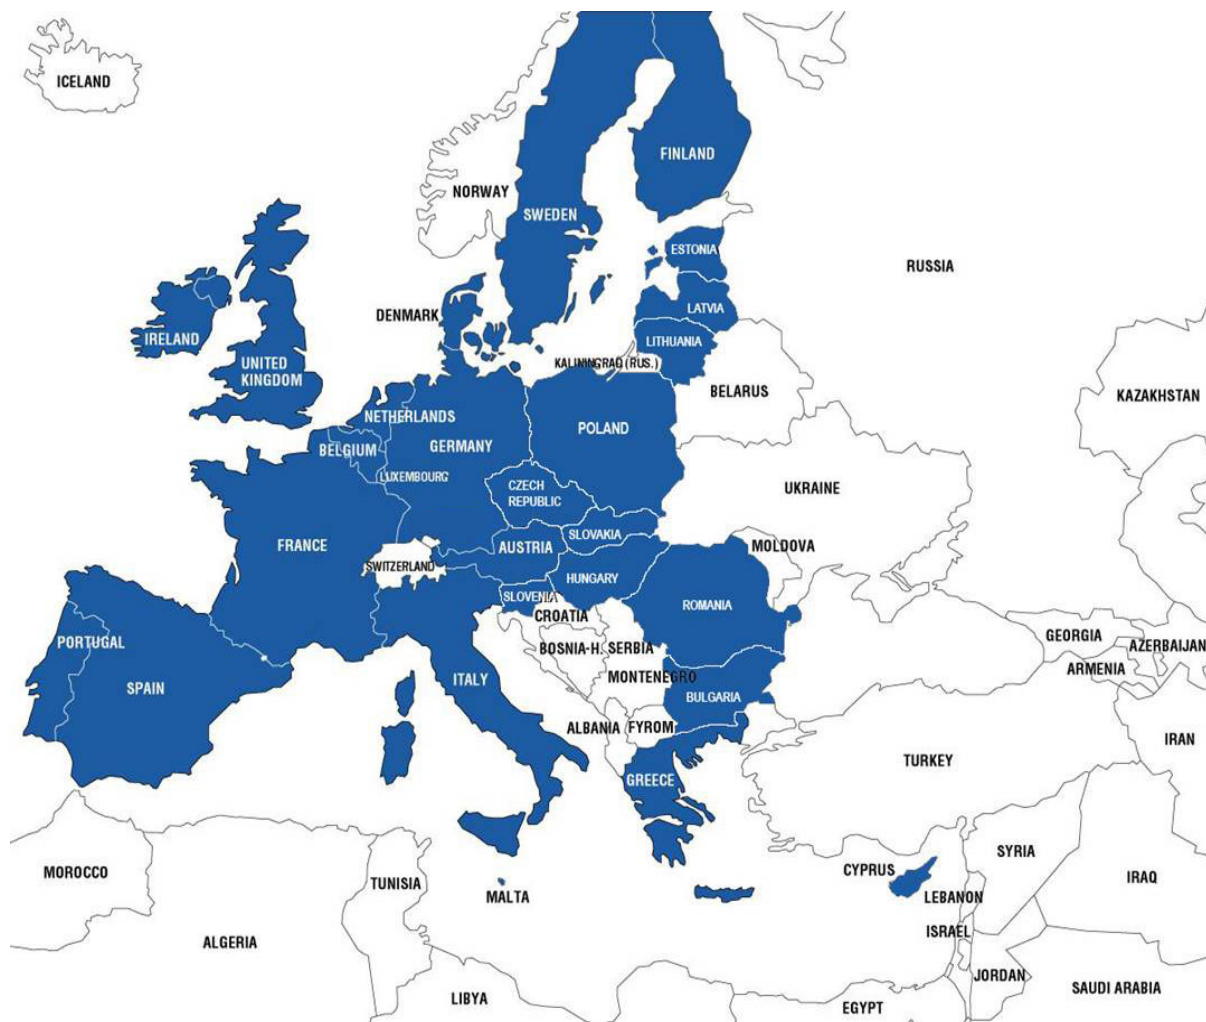 ICELAND
FINLAND
NORWAY
SWEDEN
ESTONIA
RUSSIA
LATVIA
DENMARK
IRELAND
LITHUANIA
UNITED
KINGDOM
KALININGRAD (RUS.)
BELARUS
KAZAKHSTAN
NETHERLANDS
POLAND
GERMANY
BELGIUM
LUXEMBOURG
CZECH
REPUBLIC
UKRAINE
SLOVAKIA
FRANCE
AUSTRIA
MOLDOVA
SWITZERLAND
HUNGARY
SLOVENIA
ROMANIA
CROATIA
GEORGIA
PORTUGAL
BOSNIA-H.
SERBIA
AZERBAIJAN
ARMENIA
MONTENEGRO
ITALY
SPAIN
BULGARIA
ALBANIA
FYROM
IRAN
TURKEY
GREECE
SYRIA
CYPRUS
MOROCCO
IRAQ
TUNISIA
MALTA
LEBANON
ISRAEL
ALGERIA
JORDAN
SAUDI ARABIA
LIBYA
EGYPT